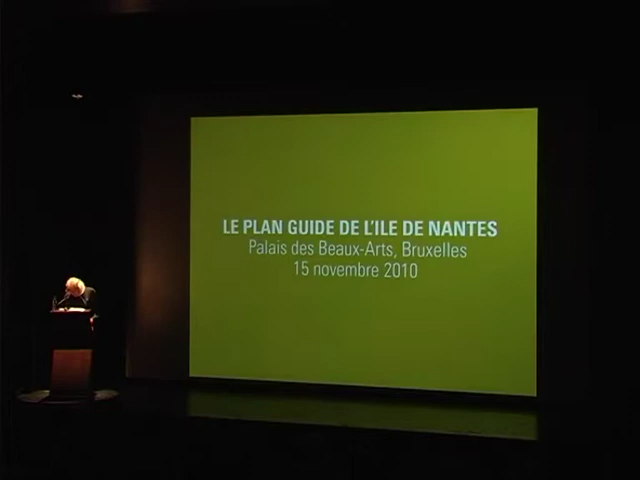 LE PLAN GUIDE DE L'ILE DE NANTES
Palais des Beaux-Arts, Bruxelles
15 novembre 2010